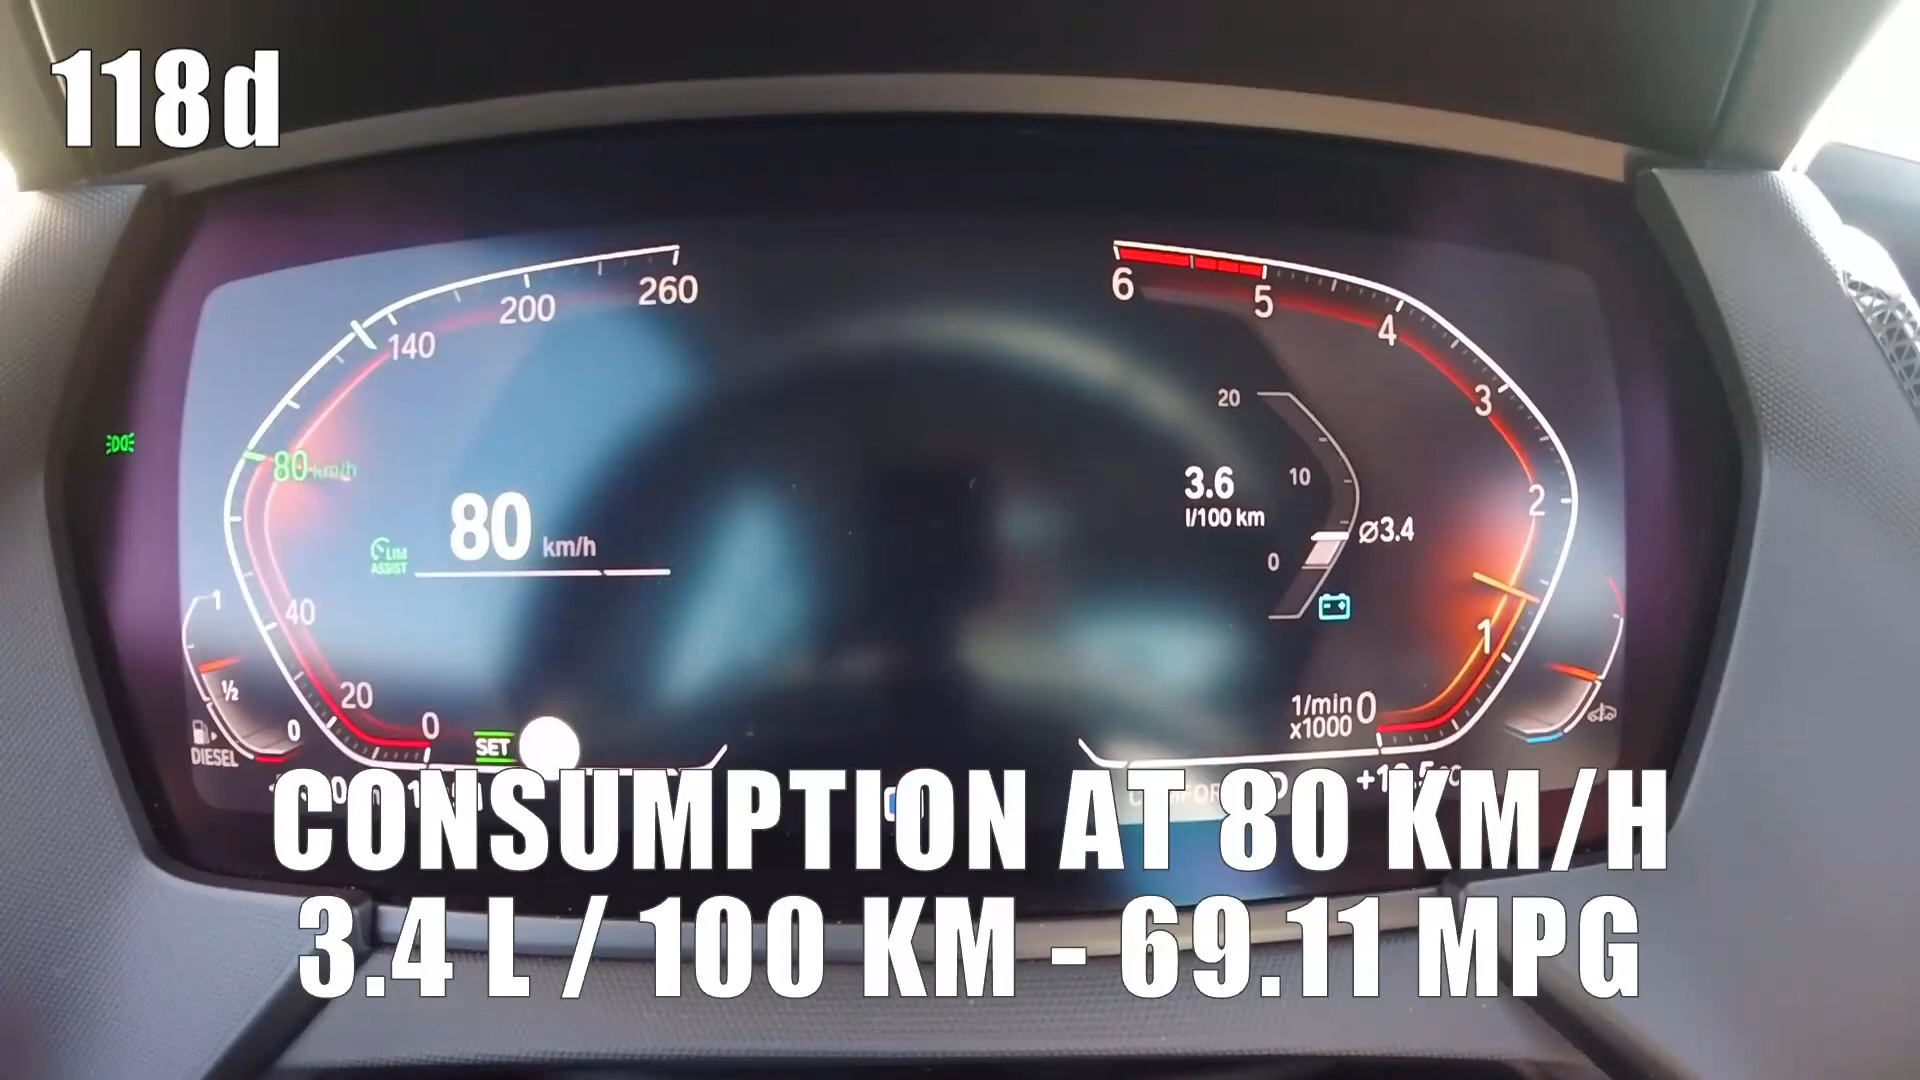 118d
260
200
140
80 km/h
80 km/h
LIM
ASSIST
40
20
0
1
½
0
DIESEL
SET
6
5
4
3
2
1
0
1/min
x1000
20
10
0
3.6
l/100 km
Ø3.4
CONSUMPTION AT 80 KM/H
3.4 L / 100 KM - 69.11 MPG